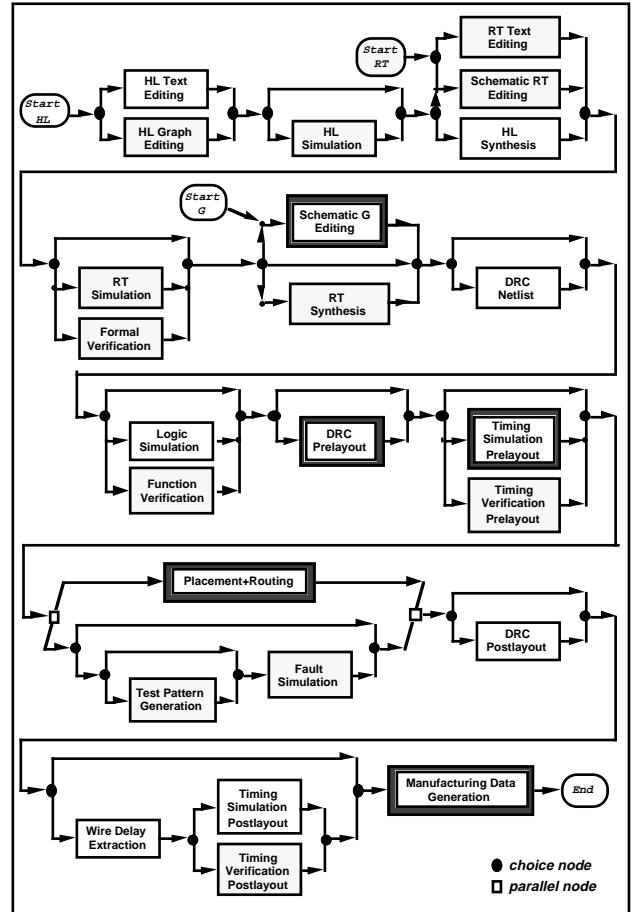 Start
HL
HL Text
Editing
HL Graph
Editing
HL
Simulation
Start
RT
RT Text
Editing
Schematic RT
Editing
HL
Synthesis
Start
G
Schematic G
Editing
RT
Simulation
Formal
Verification
RT
Synthesis
DRC
Netlist
Logic
Simulation
Function
Verification
DRC
Prelayout
Timing
Simulation
Prelayout
Timing
Verification
Prelayout
Placement+Routing
Test Pattern
Generation
Fault
Simulation
DRC
Postlayout
Wire Delay
Extraction
Timing
Simulation
Postlayout
Timing
Verification
Postlayout
Manufacturing Data
Generation
End
choice node
parallel node